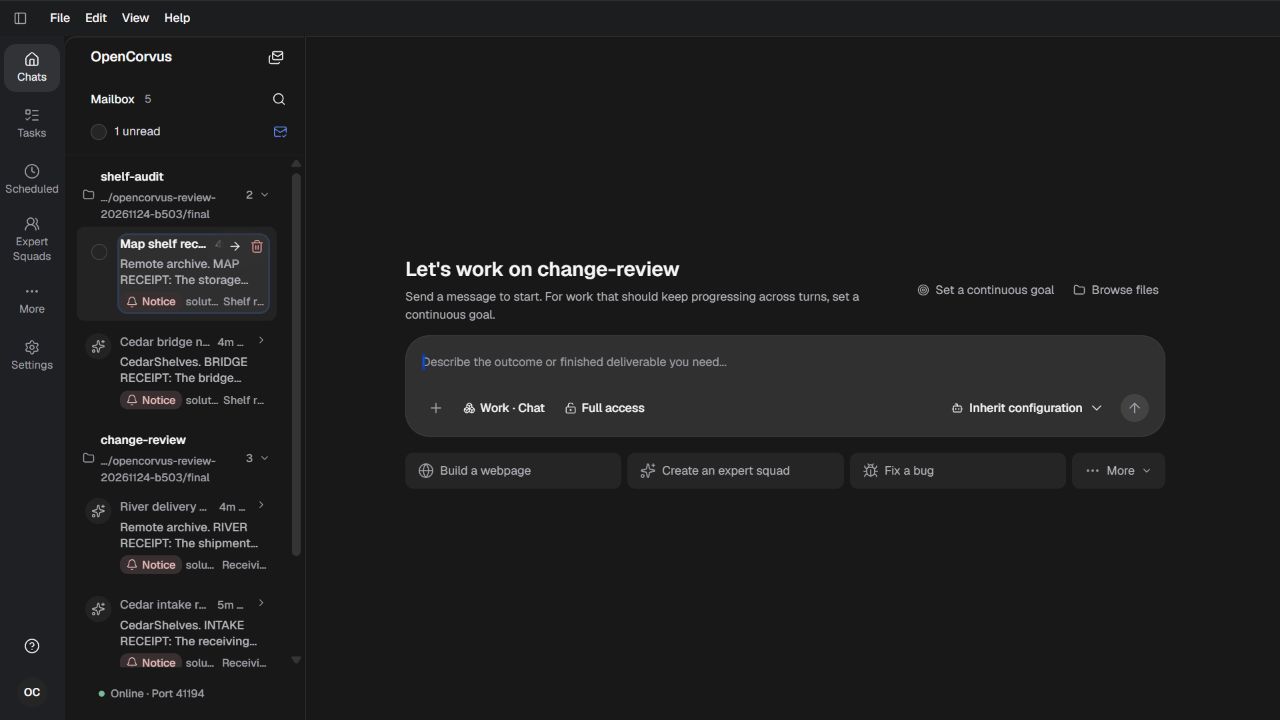 File Edit View Help
Chats
Tasks
Scheduled
Expert
Squads
More
Settings
OC
OpenCorvus
Mailbox 5
1 unread
shelf-audit
.../opencorvus-review-
20261124-b503/final
2
Map shelf rec...
Remote archive. MAP
RECEIPT: The storage...
Notice solut... Shelf r...
Cedar bridge n... 4m ...
CedarShelves. BRIDGE
RECEIPT: The bridge...
Notice solut... Shelf r...
change-review
.../opencorvus-review-
20261124-b503/final
3
River delivery ... 4m ...
Remote archive. RIVER
RECEIPT: The shipment...
Notice solu... Receivi...
Cedar intake r... 5m ...
CedarShelves. INTAKE
RECEIPT: The receiving...
Notice solu... Receivi...
Online · Port 41194
Let's work on change-review
Send a message to start. For work that should keep progressing across turns, set a
continuous goal.
Set a continuous goal
Browse files
Describe the outcome or finished deliverable you need...
Work · Chat
Full access
Inherit configuration
Build a webpage
Create an expert squad
Fix a bug
More